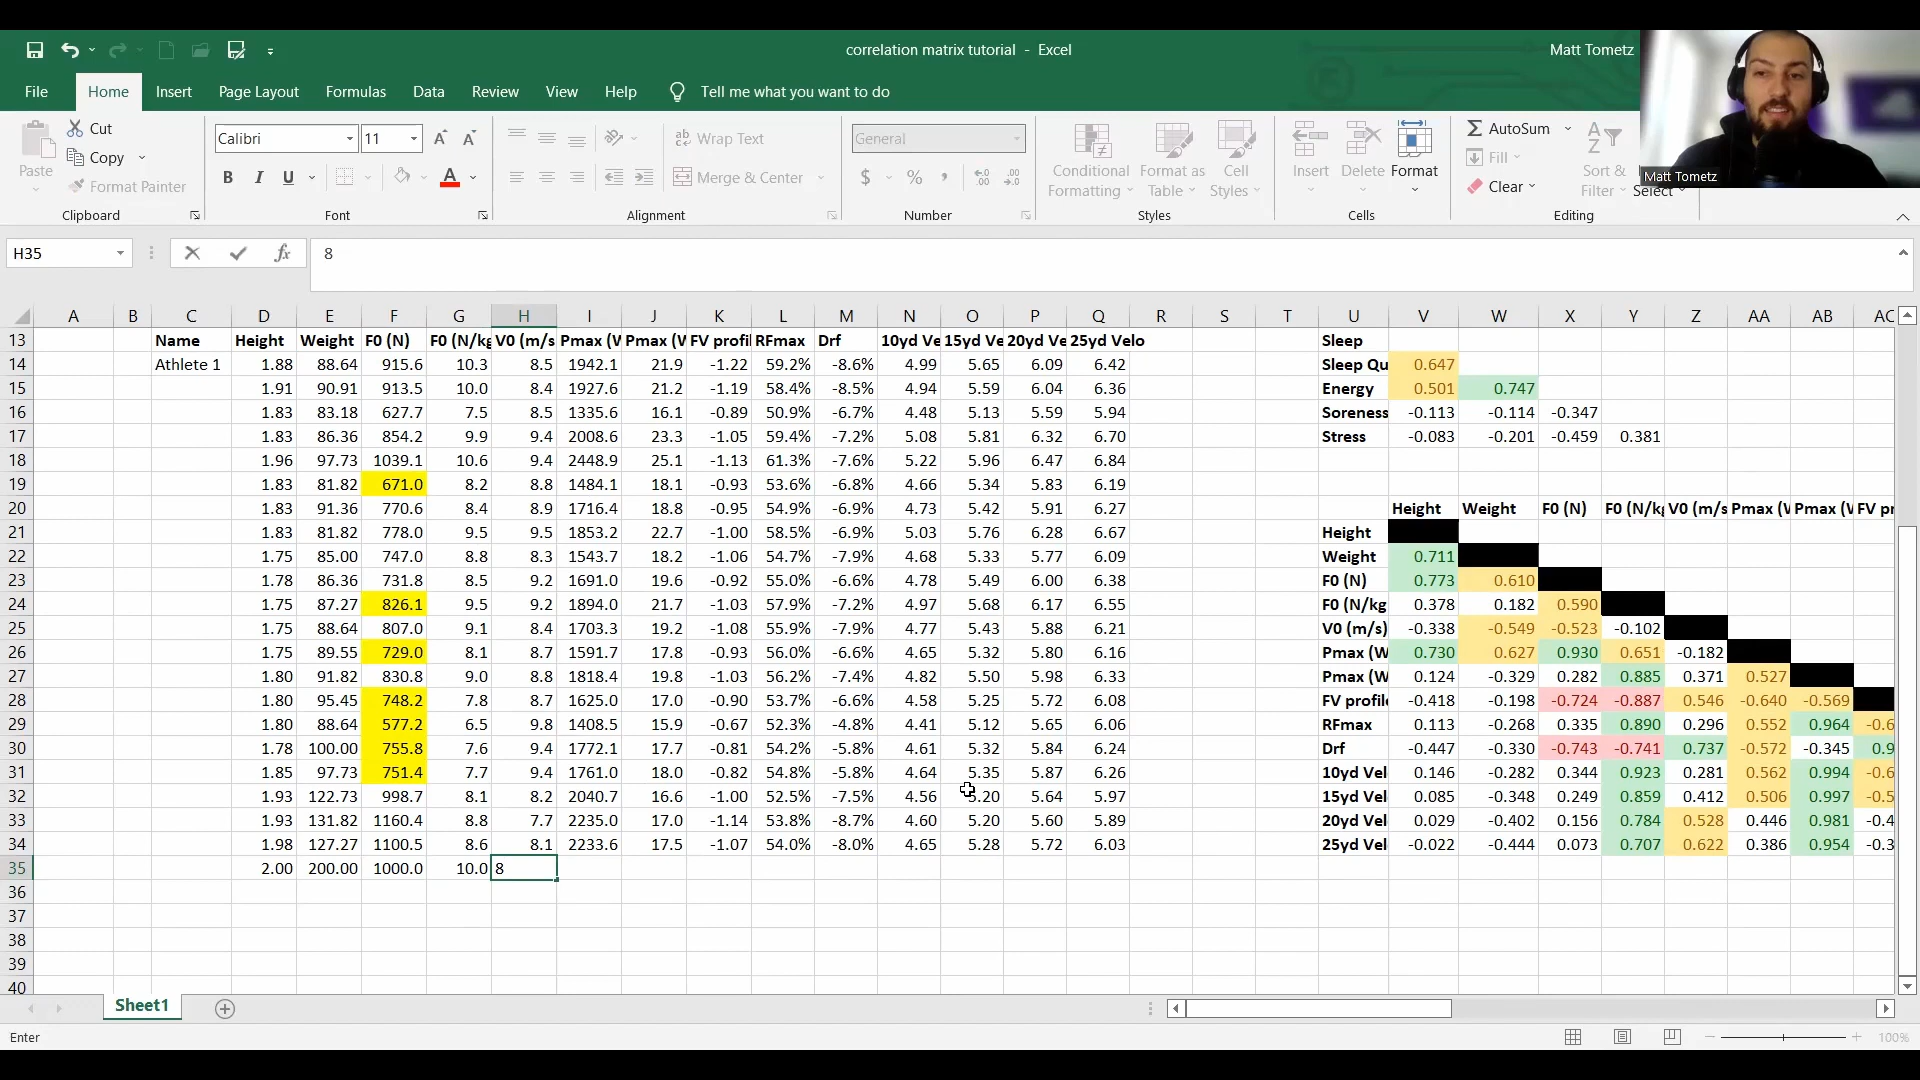 correlation matrix tutorial - Excel
Matt Tometz
File Home Insert Page Layout Formulas Data Review View Help Tell me what you want to do
Paste
Cut
Copy
Format Painter
Clipboard
Calibri 11
B I U A
Font
ab Wrap Text
Merge & Center
Alignment
General
$ % ,
Number
Conditional Formatting
Format as Table
Cell Styles
Styles
Insert Delete Format
Cells
AutoSum
Fill
Clear
Sort & Filter
Select
Editing
Matt Tometz
H35 fx 8
A B C D E F G H I J K L M N O P Q R S T U V W X Y Z AA AB AC
13 Name Height Weight F0 (N) F0 (N/kg V0 (m/s Pmax (W Pmax (W FV profil RFmax Drf 10yd Ve 15yd Ve 20yd Ve 25yd Velo Sleep
14 Athlete 1 1.88 88.64 915.6 10.3 8.5 1942.1 21.9 -1.22 59.2% -8.6% 4.99 5.65 6.09 6.42 Sleep Qu 0.647
15 1.91 90.91 913.5 10.0 8.4 1927.6 21.2 -1.19 58.4% -8.5% 4.94 5.59 6.04 6.36 Energy 0.501 0.747
16 1.83 83.18 627.7 7.5 8.5 1335.6 16.1 -0.89 50.9% -6.7% 4.48 5.13 5.59 5.94 Soreness -0.113 -0.114 -0.347
17 1.83 86.36 854.2 9.9 9.4 2008.6 23.3 -1.05 59.4% -7.2% 5.08 5.81 6.32 6.70 Stress -0.083 -0.201 -0.459 0.381
18 1.96 97.73 1039.1 10.6 9.4 2448.9 25.1 -1.13 61.3% -7.6% 5.22 5.96 6.47 6.84
19 1.83 81.82 671.0 8.2 8.8 1484.1 18.1 -0.93 53.6% -6.8% 4.66 5.34 5.83 6.19
20 1.83 91.36 770.6 8.4 8.9 1716.4 18.8 -0.95 54.9% -6.9% 4.73 5.42 5.91 6.27 Height Weight F0 (N) F0 (N/kg V0 (m/s Pmax (W Pmax (W FV pr
21 1.83 81.82 778.0 9.5 9.5 1853.2 22.7 -1.00 58.5% -6.9% 5.03 5.76 6.28 6.67 Height
22 1.75 85.00 747.0 8.8 8.3 1543.7 18.2 -1.06 54.7% -7.9% 4.68 5.33 5.77 6.09 Weight 0.711
23 1.78 86.36 731.8 8.5 9.2 1691.0 19.6 -0.92 55.0% -6.6% 4.78 5.49 6.00 6.38 F0 (N) 0.773 0.610
24 1.75 87.27 826.1 9.5 9.2 1894.0 21.7 -1.03 57.9% -7.2% 4.97 5.68 6.17 6.55 F0 (N/kg 0.378 0.182 0.590
25 1.75 88.64 807.0 9.1 8.4 1703.3 19.2 -1.08 55.9% -7.9% 4.77 5.43 5.88 6.21 V0 (m/s) -0.338 -0.549 -0.523 -0.102
26 1.75 89.55 729.0 8.1 8.7 1591.7 17.8 -0.93 56.0% -6.6% 4.65 5.32 5.80 6.16 Pmax (W 0.730 0.627 0.930 0.651 -0.182
27 1.80 91.82 830.8 9.0 8.8 1818.4 19.8 -1.03 56.2% -7.4% 4.82 5.50 5.98 6.33 Pmax (W 0.124 -0.329 0.282 0.885 0.371 0.527
28 1.80 95.45 748.2 7.8 8.7 1625.0 17.0 -0.90 53.7% -6.6% 4.58 5.25 5.72 6.08 FV profile -0.418 -0.198 -0.724 -0.887 0.546 -0.640 -0.569
29 1.80 88.64 577.2 6.5 9.8 1408.5 15.9 -0.67 52.3% -4.8% 4.41 5.12 5.65 6.06 RFmax 0.113 -0.268 0.335 0.890 0.296 0.552 0.964 -0.6
30 1.78 100.00 755.8 7.6 9.4 1772.1 17.7 -0.81 54.2% -5.8% 4.61 5.32 5.84 6.24 Drf -0.447 -0.330 -0.743 -0.741 0.737 -0.572 -0.345 0.9
31 1.85 97.73 751.4 7.7 9.4 1761.0 18.0 -0.82 54.8% -5.8% 4.64 5.35 5.87 6.26 10yd Vel 0.146 -0.282 0.344 0.923 0.281 0.562 0.994 -0.6
32 1.93 122.73 998.7 8.1 8.2 2040.7 16.6 -1.00 52.5% -7.5% 4.56 5.20 5.64 5.97 15yd Vel 0.085 -0.348 0.249 0.859 0.412 0.506 0.997 -0.5
33 1.93 131.82 1160.4 8.8 7.7 2235.0 17.0 -1.14 53.8% -8.7% 4.60 5.20 5.60 5.89 20yd Vel 0.029 -0.402 0.156 0.784 0.528 0.446 0.981 -0.4
34 1.98 127.27 1100.5 8.6 8.1 2233.6 17.5 -1.07 54.0% -8.0% 4.65 5.28 5.72 6.03 25yd Vel -0.022 -0.444 0.073 0.707 0.622 0.386 0.954 -0.3
35 2.00 200.00 1000.0 10.0 8
36
37
38
39
40
Sheet1
Enter
100%